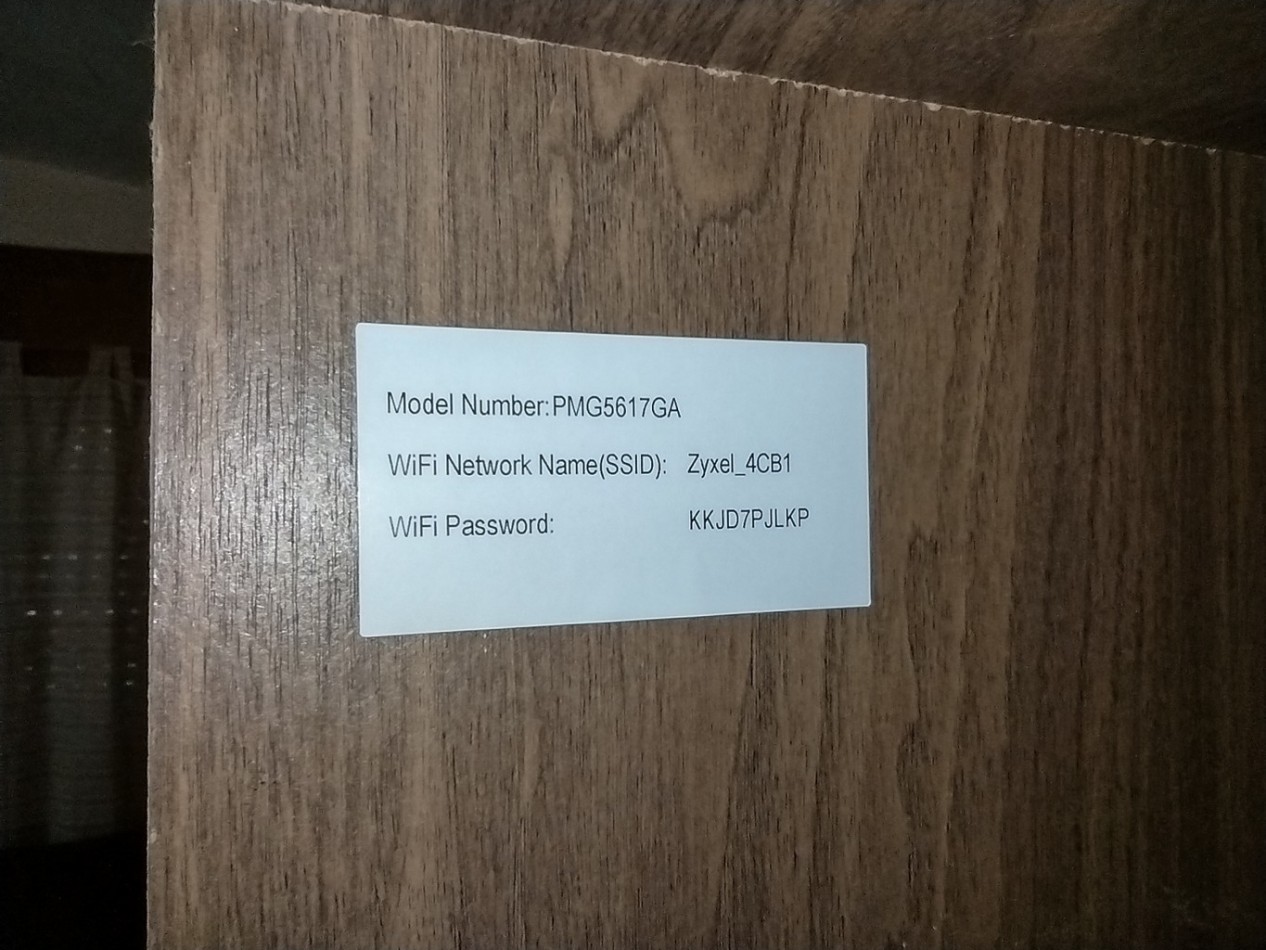 Model Number:PMG5617GA
WiFi Network Name(SSID): Zyxel_4CB1
WiFi Password: KKJD7PJLKP